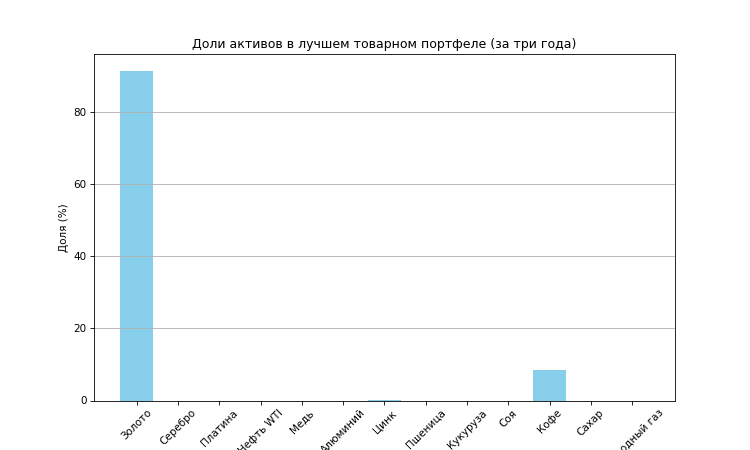 Доли активов в лучшем товарном портфеле (за три года)
Доля (%)
80
60
40
20
0
Золото
Серебро
Платина
Нефть WTI
Медь
Алюминий
Цинк
Пшеница
Кукуруза
Соя
Кофе
Сахар
газ